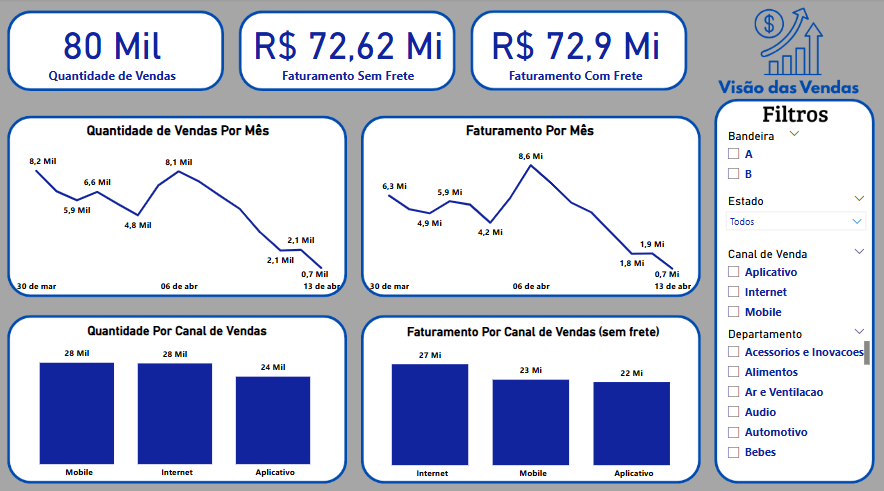 80 Mil
Quantidade de Vendas
R$ 72,62 Mi
Faturamento Sem Frete
R$ 72,9 Mi
Faturamento Com Frete
$
Visão das Vendas
Quantidade de Vendas Por Mês
8,2 Mil
5,9 Mil
6,6 Mil
4,8 Mil
8,1 Mil
2,1 Mil
2,1 Mil
0,7 Mil
30 de mar
06 de abr
13 de abr
Faturamento Por Mês
6,3 Mi
4,9 Mi
5,9 Mi
4,2 Mi
8,6 Mi
1,8 Mi
1,9 Mi
0,7 Mi
30 de mar
06 de abr
13 de abr
Quantidade Por Canal de Vendas
28 Mil
28 Mil
24 Mil
Mobile
Internet
Aplicativo
Faturamento Por Canal de Vendas (sem frete)
27 Mi
23 Mi
22 Mi
Internet
Mobile
Aplicativo
Filtros
Bandeira
A
B
Estado
Todos
Canal de Venda
Aplicativo
Internet
Mobile
Departamento
Acessorios e Inovacoes
Alimentos
Ar e Ventilacao
Audio
Automotivo
Bebes